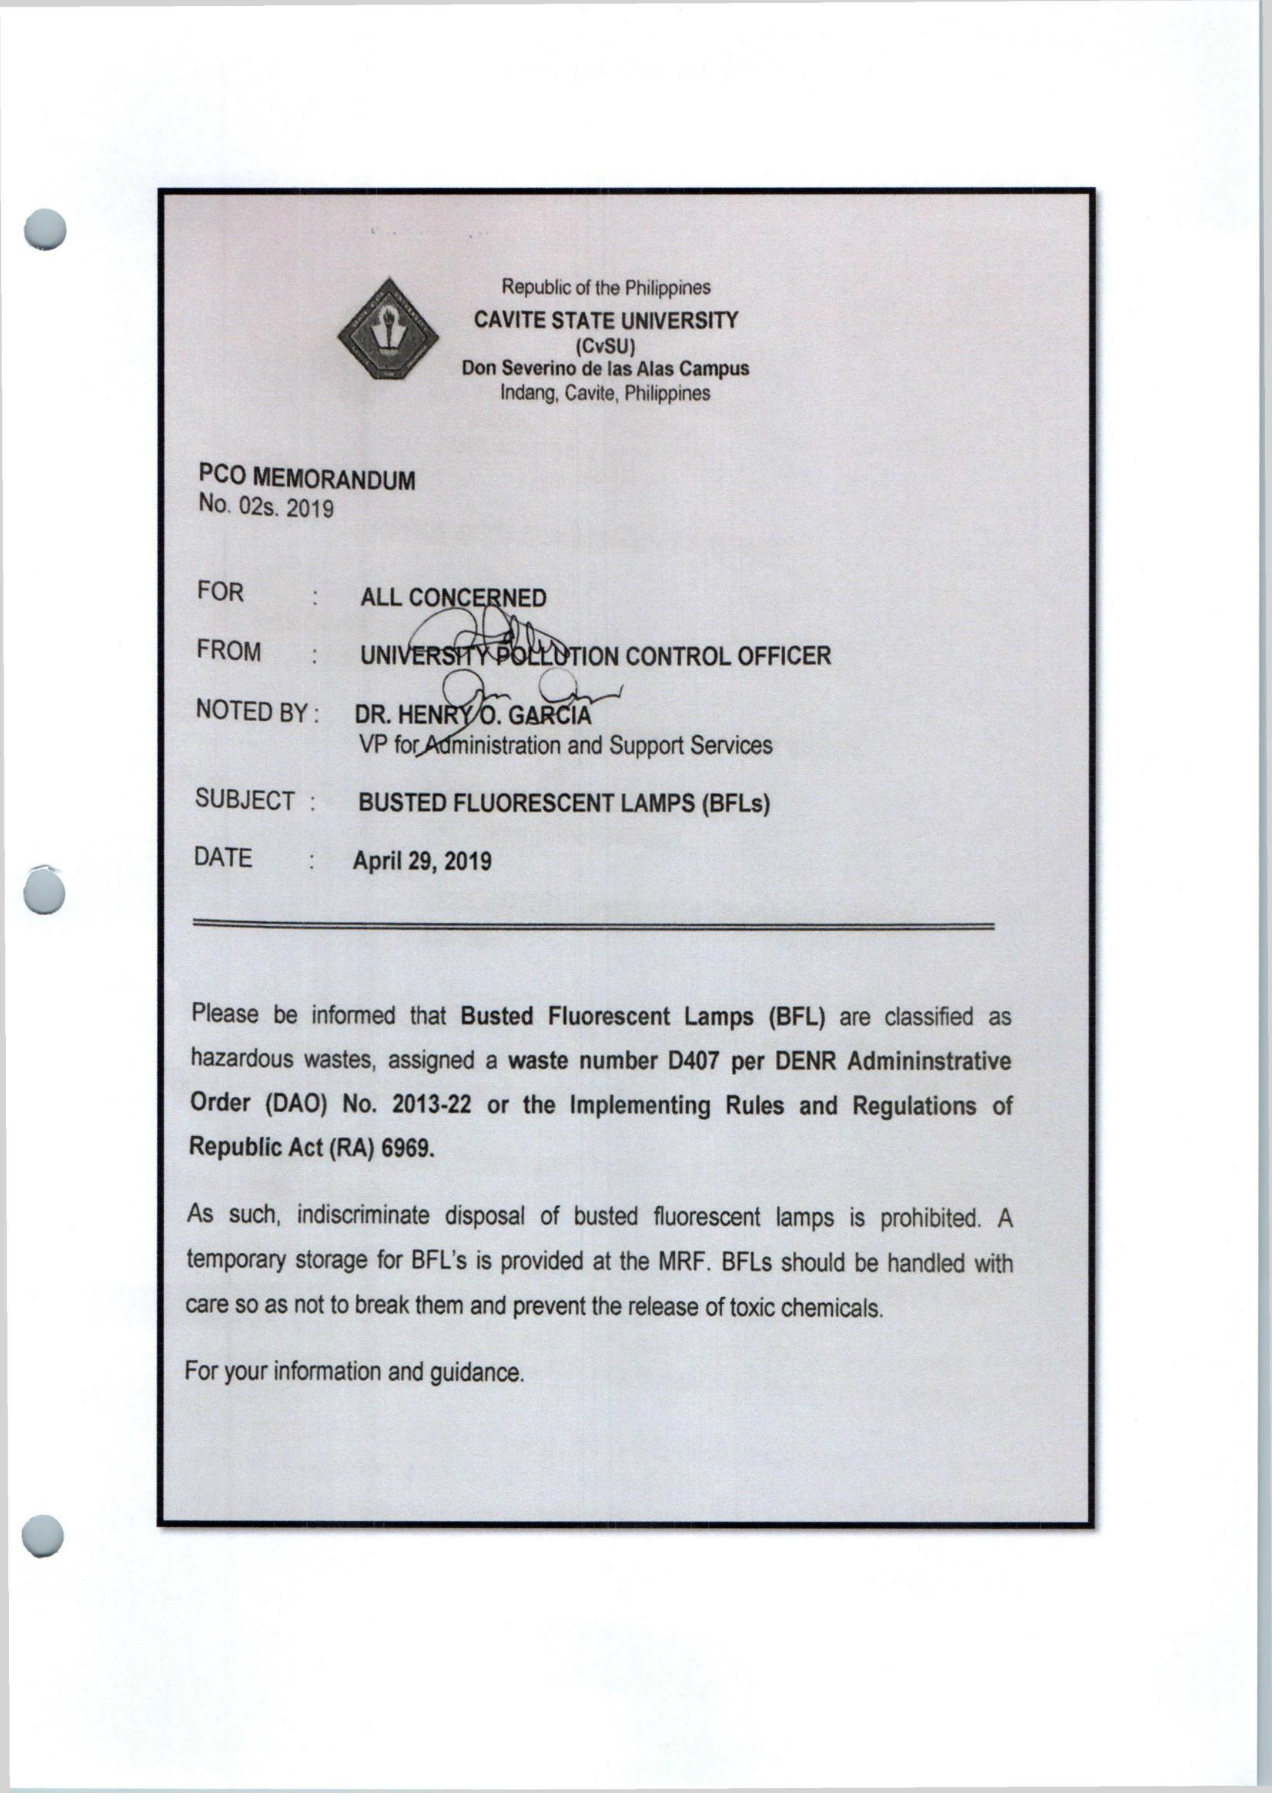 Republic of the Philippines
CAVITE STATE UNIVERSITY
(CvSU)
Don Severino de las Alas Campus
Indang, Cavite, Philippines
PCO MEMORANDUM
No. 02s. 2019
FOR : ALL CONCERNED
FROM : UNIVERSITY POLLUTION CONTROL OFFICER
NOTED BY : DR. HENRY O. GARCIA
VP for Administration and Support Services
SUBJECT : BUSTED FLUORESCENT LAMPS (BFLs)
DATE : April 29, 2019
Please be informed that Busted Fluorescent Lamps (BFL) are classified as
hazardous wastes, assigned a waste number D407 per DENR Admininstrative
Order (DAO) No. 2013-22 or the Implementing Rules and Regulations of
Republic Act (RA) 6969.
As such, indiscriminate disposal of busted fluorescent lamps is prohibited. A
temporary storage for BFL's is provided at the MRF. BFLs should be handled with
care so as not to break them and prevent the release of toxic chemicals.
For your information and guidance.